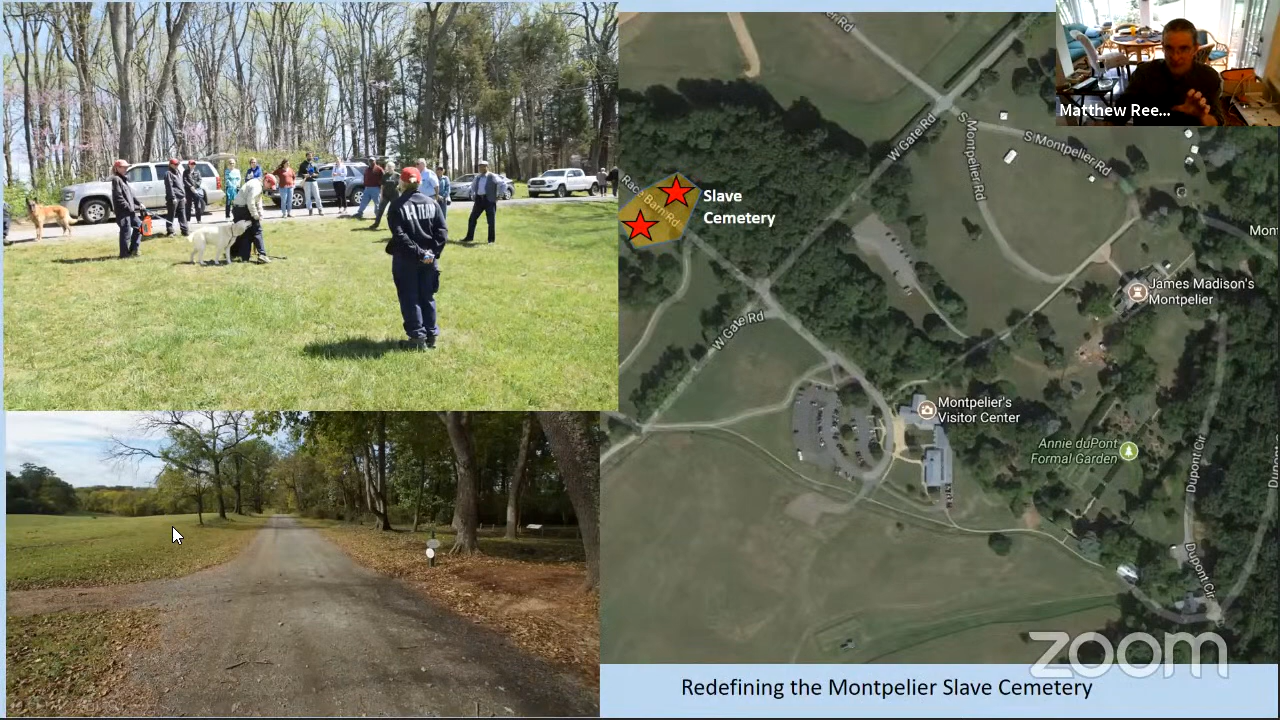 TEAM
Matthew Ree...
W Gate Rd
S Montpelier Rd
S Montpelier Rd
Slave
Cemetery
Race Barn Rd
Mont
James Madison's
Montpelier
W Gate Rd
Montpelier's
Visitor Center
Annie duPont
Formal Garden
Dupont Cir
Dupont Cir
zoom
Redefining the Montpelier Slave Cemetery